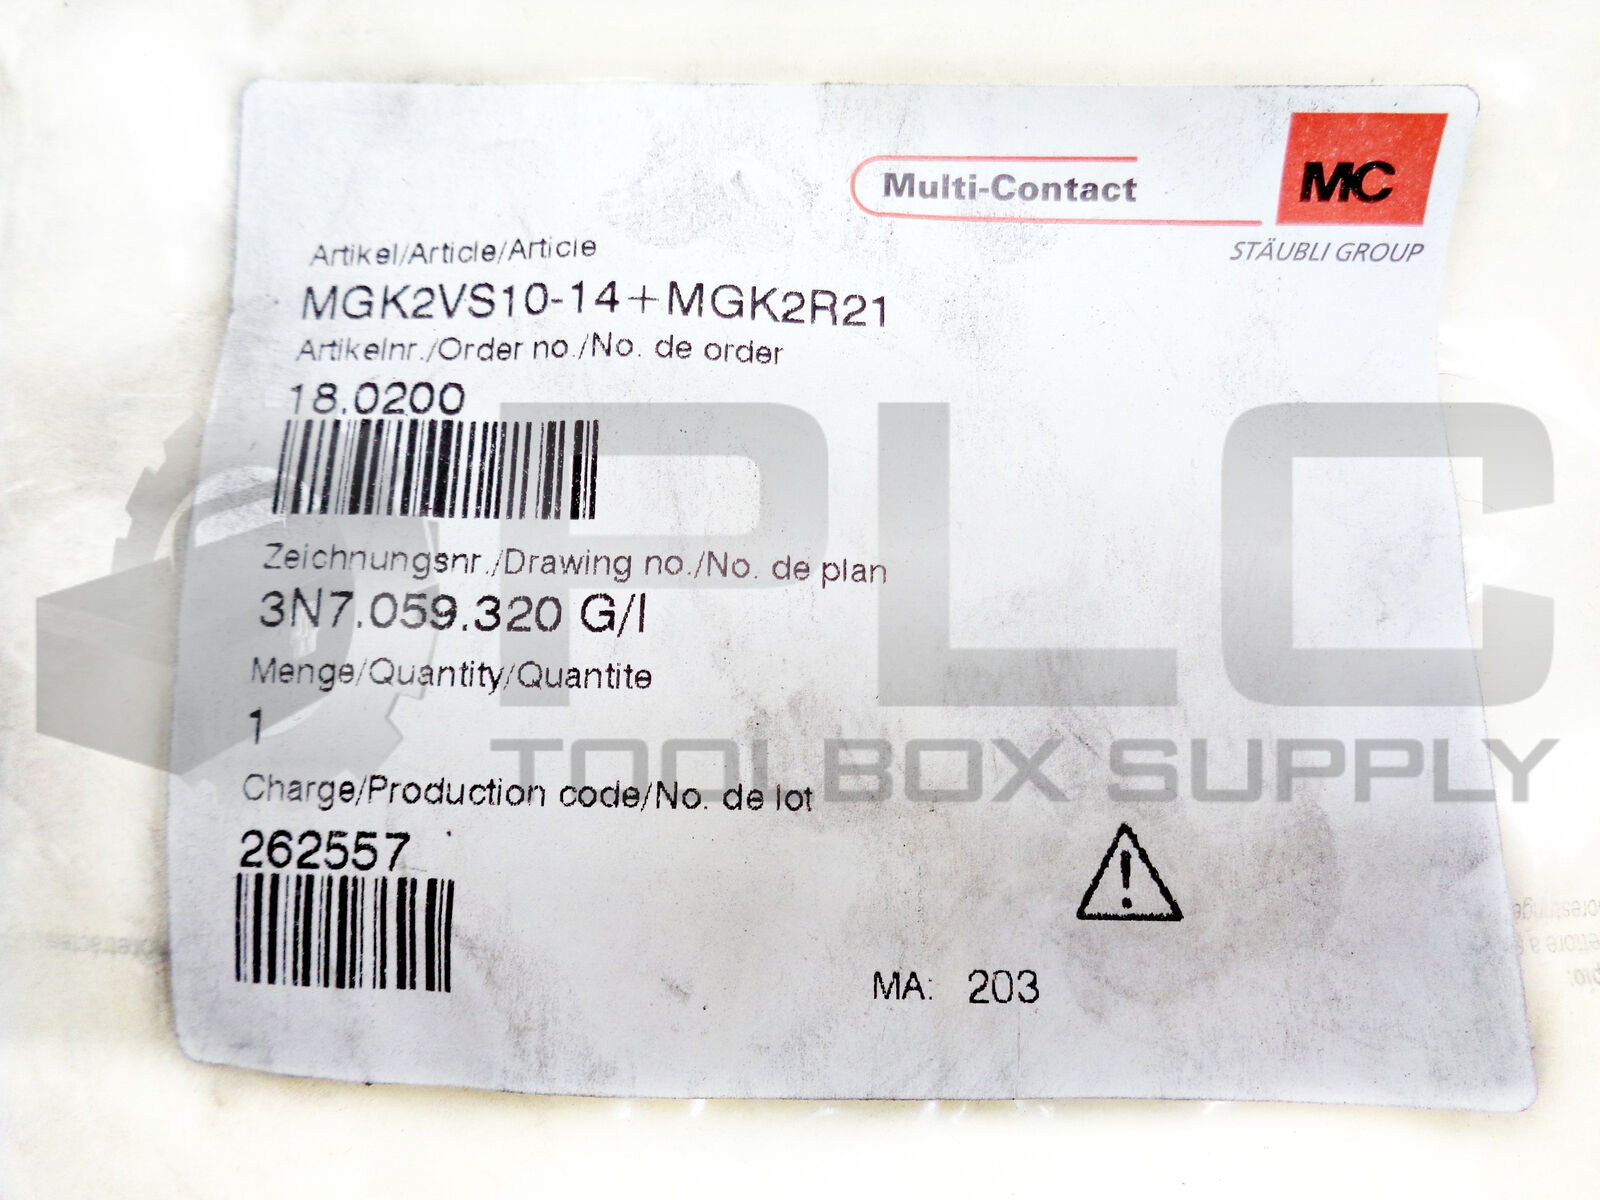 Multi-Contact
MC
STÄUBLI GROUP
Artikel/Article/Article
MGK2VS10-14+MGK2R21
Artikelnr./Order no./No. de order
18.0200
Zeichnungsnr./Drawing no./No. de plan
3N7.059.320 G/I
Menge/Quantity/Quantite
1
Charge/Production code/No. de lot
262557
MA: 203
PLC
TOOL BOX SUPPLY